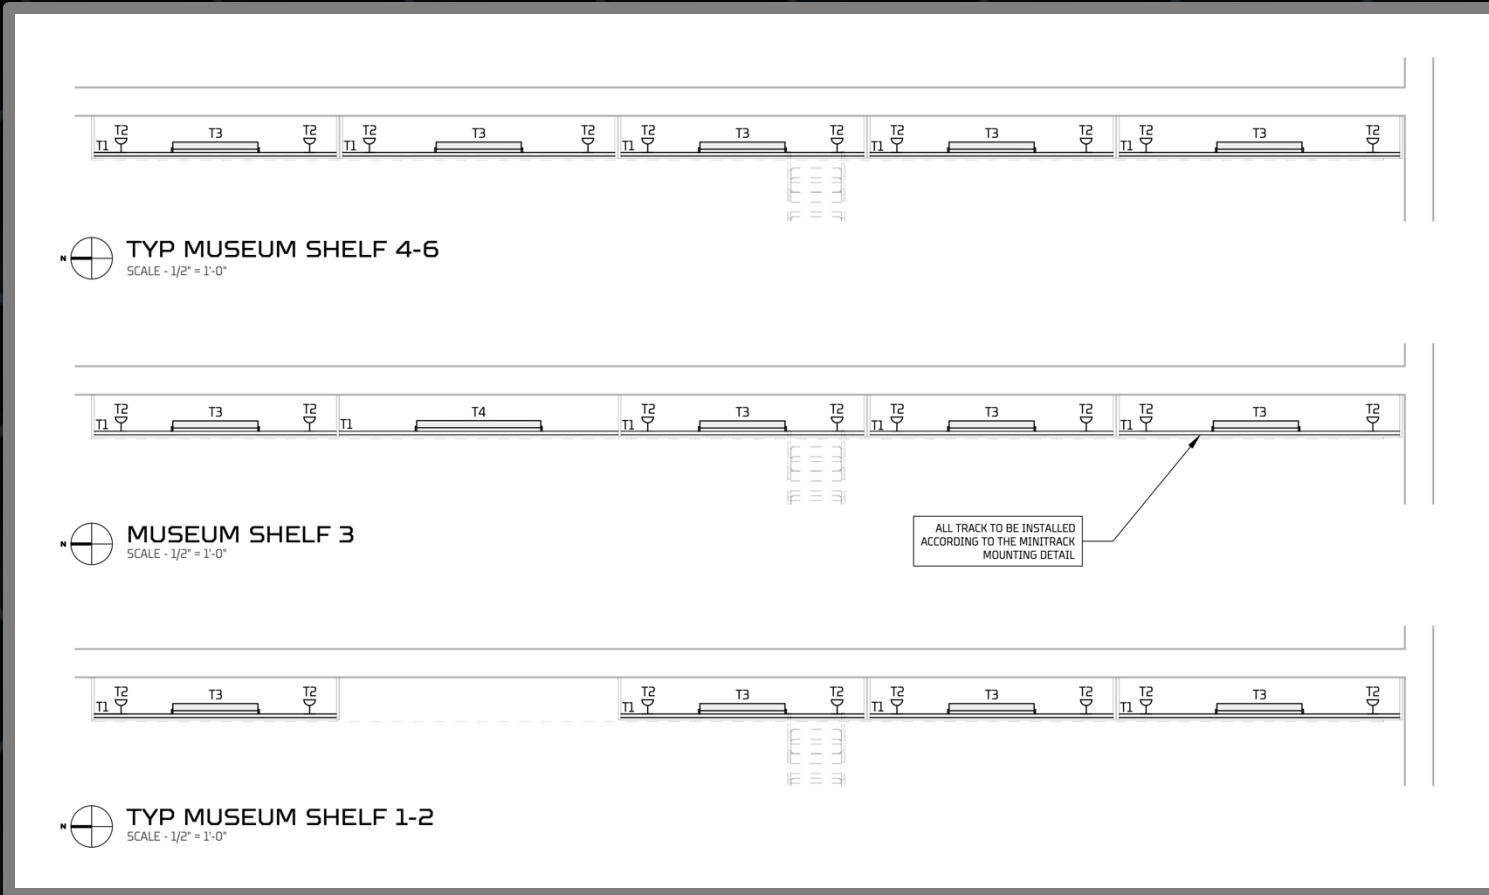 T2 T3 T2 T2 T3 T2 T2 T3 T2 T2 T3 T2 T2 T3 T2
T1 T1 T1 T1 T1
N TYP MUSEUM SHELF 4-6
SCALE - 1/2" = 1'-0"
T2 T3 T2 T4 T2 T3 T2 T2 T3 T2 T2 T3 T2
T1 T1 T1 T1 T1
N MUSEUM SHELF 3
SCALE - 1/2" = 1'-0"
ALL TRACK TO BE INSTALLED
ACCORDING TO THE MINITRACK
MOUNTING DETAIL
T2 T3 T2 T2 T3 T2 T2 T3 T2 T2 T3 T2
T1 T1 T1 T1
N TYP MUSEUM SHELF 1-2
SCALE - 1/2" = 1'-0"